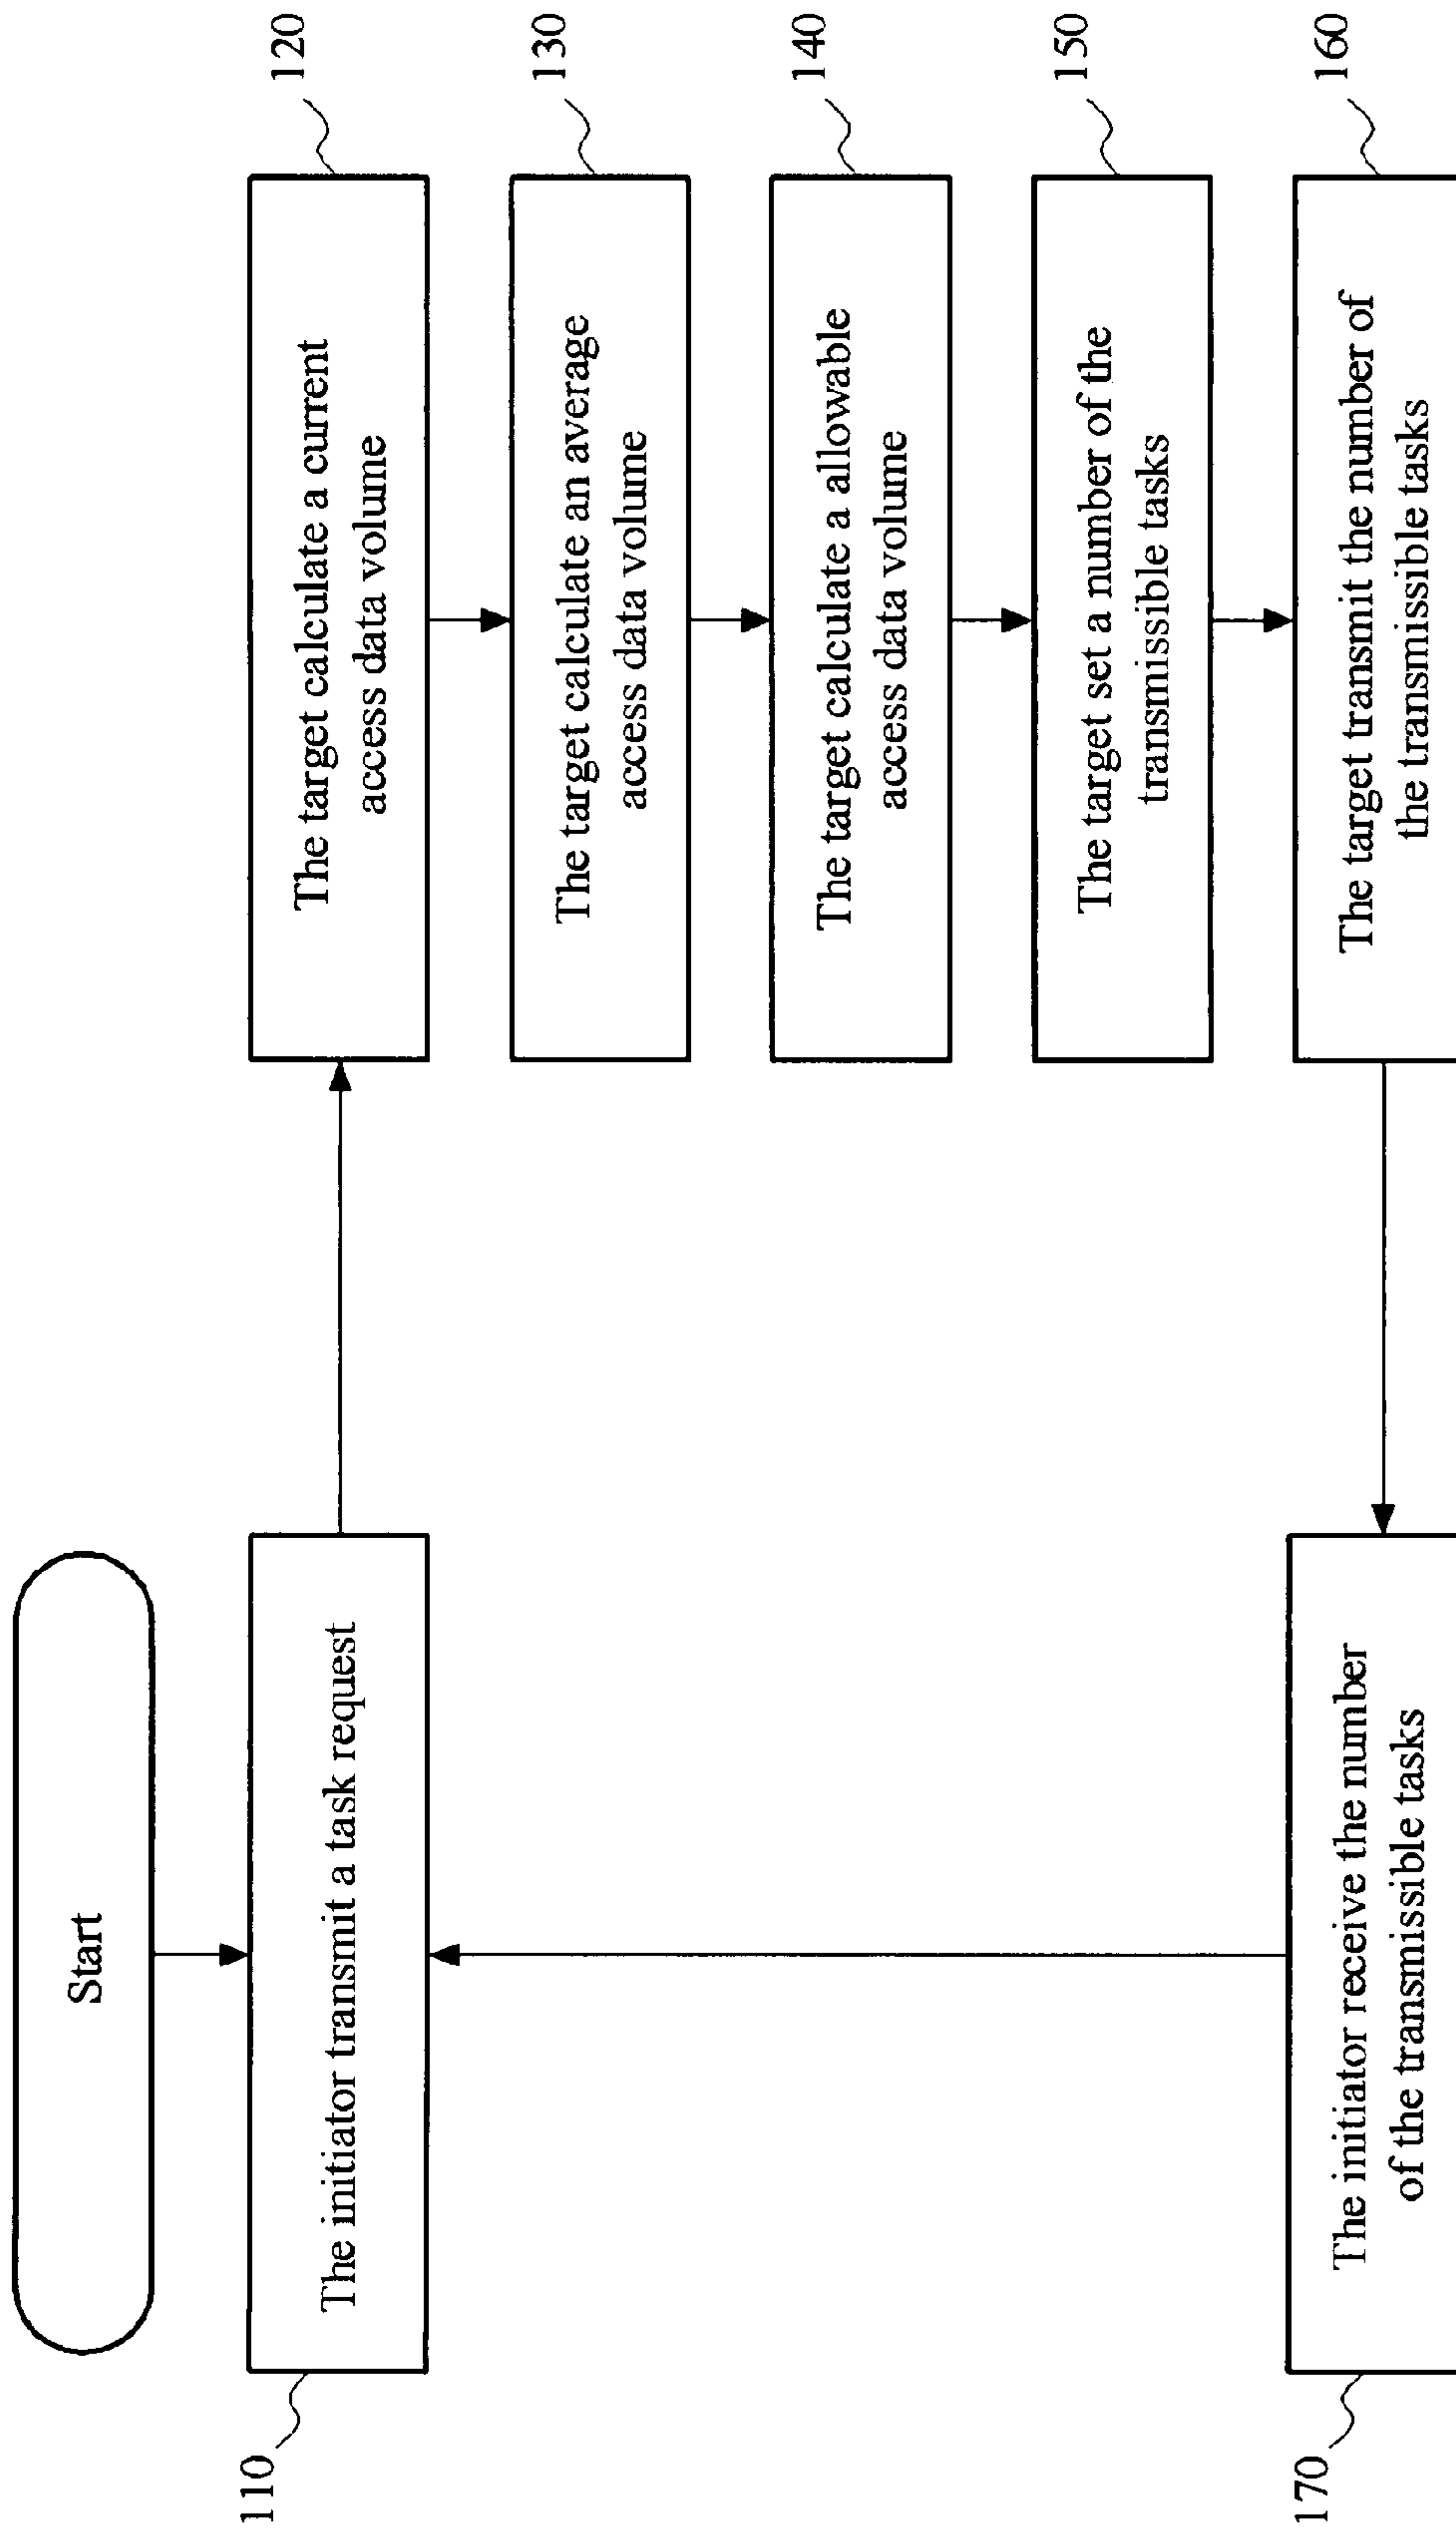 Start
110
The initiator transmit a task request
120
The target calculate a current
access data volume
130
The target calculate an average
access data volume
140
The target calculate a allowable
access data volume
150
The target set a number of the
transmissible tasks
160
The target transmit the number of
the transmissible tasks
170
The initiator receive the number
of the transmissible tasks